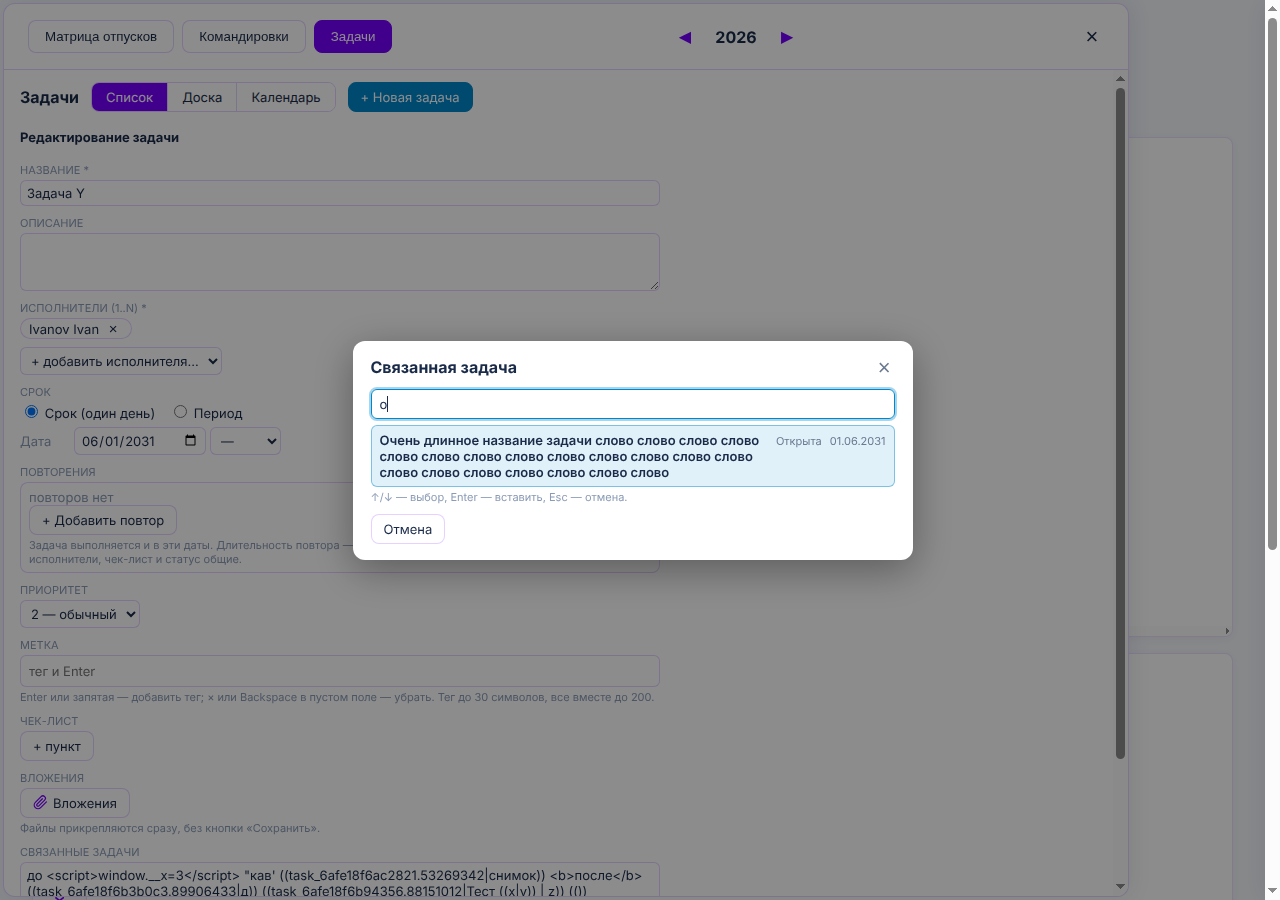 Матрица отпусков Командировки Задачи ◀ 2026 ▶ ✕
Задачи Список Доска Календарь + Новая задача
Редактирование задачи
НАЗВАНИЕ *
Задача Y
ОПИСАНИЕ
ИСПОЛНИТЕЛИ (1..N) *
Ivanov Ivan ✕
+ добавить исполнителя...
СРОК
Срок (один день) Период
Дата 06/01/2031 —
ПОВТОРЕНИЯ
повторов нет
+ Добавить повтор
Задача выполняется и в эти даты. Длительность повтора —
исполнители, чек-лист и статус общие.
ПРИОРИТЕТ
2 — обычный
МЕТКА
тег и Enter
Enter или запятая — добавить тег; × или Backspace в пустом поле — убрать. Тег до 30 символов, все вместе до 200.
ЧЕК-ЛИСТ
+ пункт
ВЛОЖЕНИЯ
Вложения
Файлы прикрепляются сразу, без кнопки «Сохранить».
СВЯЗАННЫЕ ЗАДАЧИ
до <script>window.__x=3</script> "кав' ((task_6afe18f6ac2821.53269342|снимок)) <b>после</b>
((task_6afe18f6b3b0c3.89906433|д)) ((task_6afe18f6b94356.88151012|Тест ((x|y)) | z)) (())
Связанная задача ✕
о
Очень длинное название задачи слово слово слово слово Открыта 01.06.2031
слово слово слово слово слово слово слово слово слово
слово слово слово слово слово слово слово
↑/↓ — выбор, Enter — вставить, Esc — отмена.
Отмена